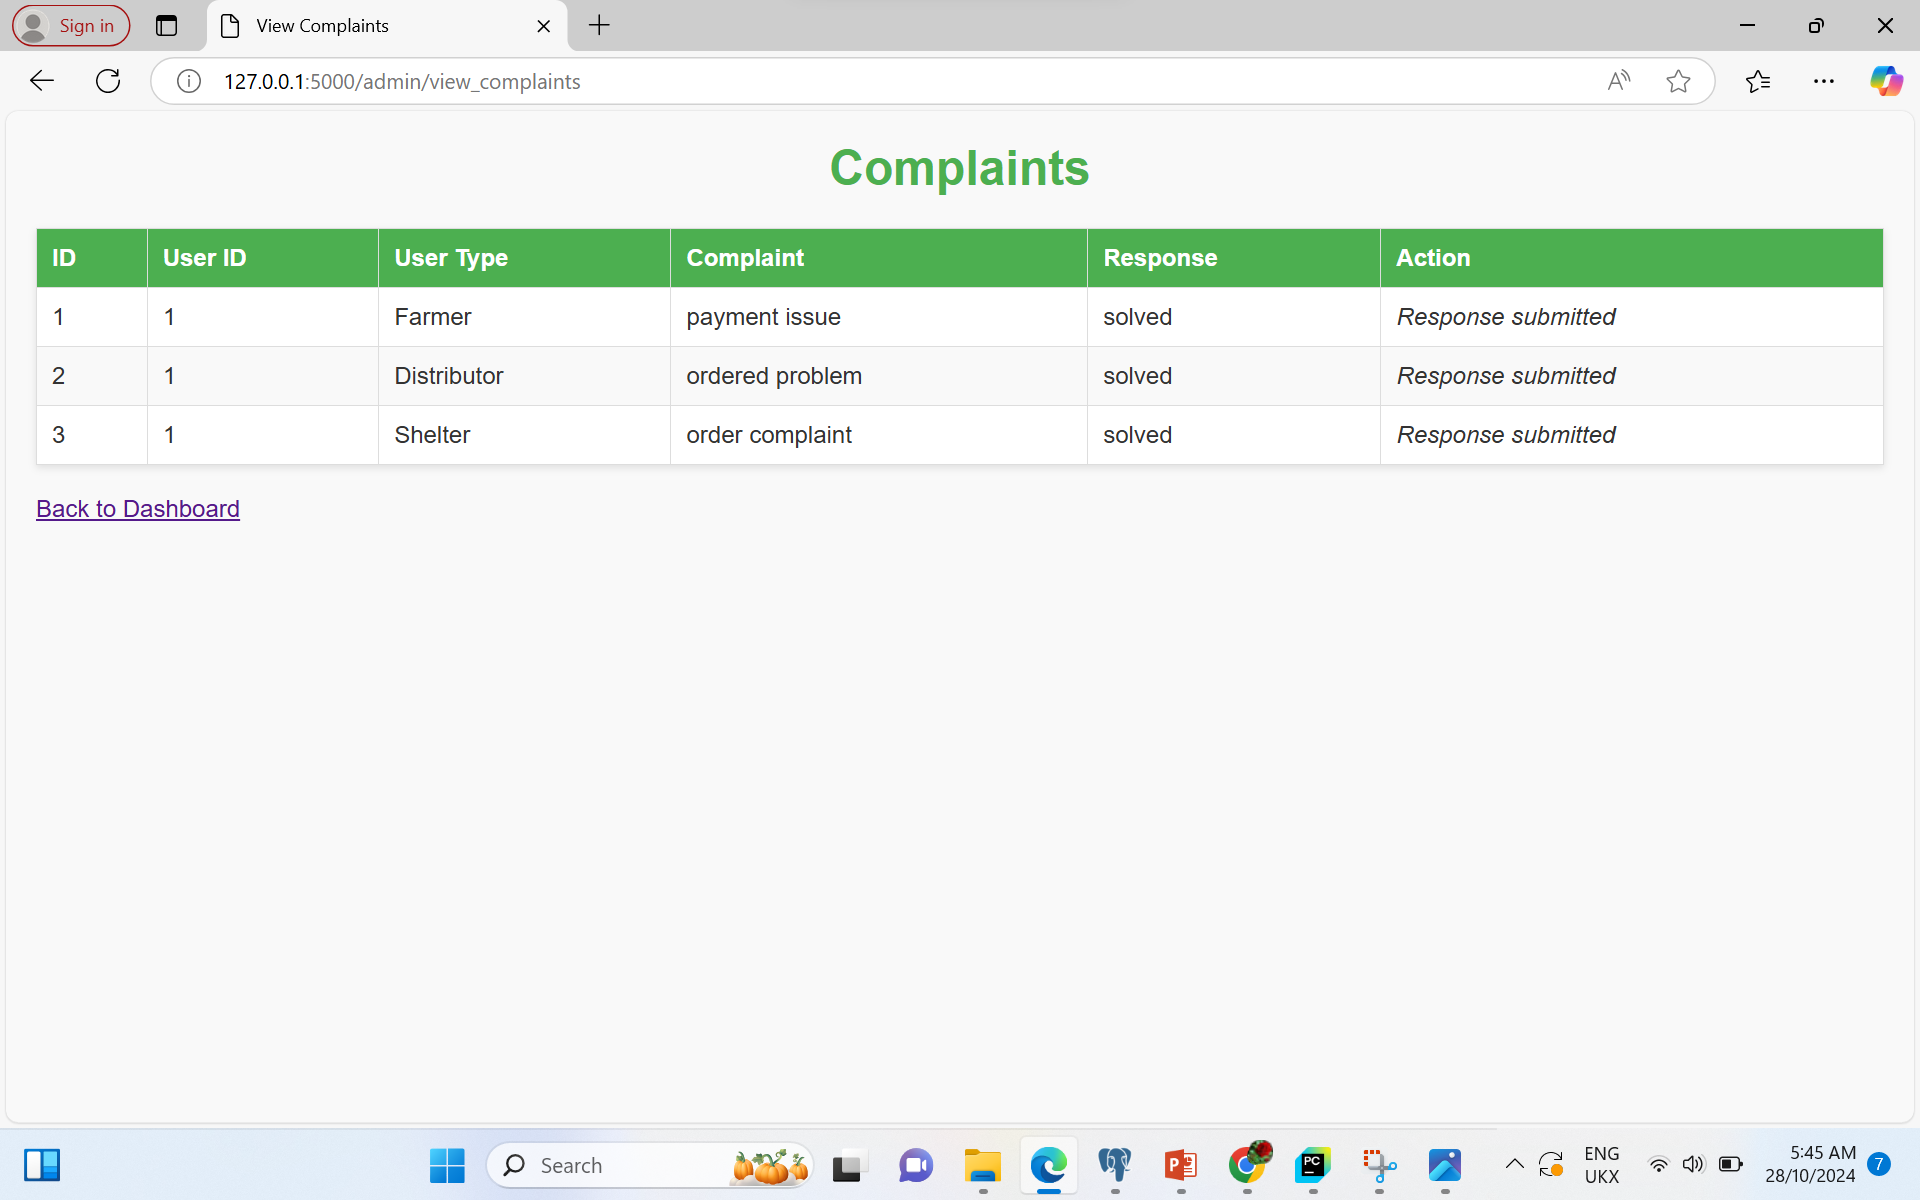 Sign in
View Complaints
127.0.0.1:5000/admin/view_complaints
Complaints
ID User ID User Type Complaint Response Action
1 1 Farmer payment issue solved Response submitted
2 1 Distributor ordered problem solved Response submitted
3 1 Shelter order complaint solved Response submitted
Back to Dashboard
Search
PC
ENG
UKX
5:45 AM
28/10/2024
7